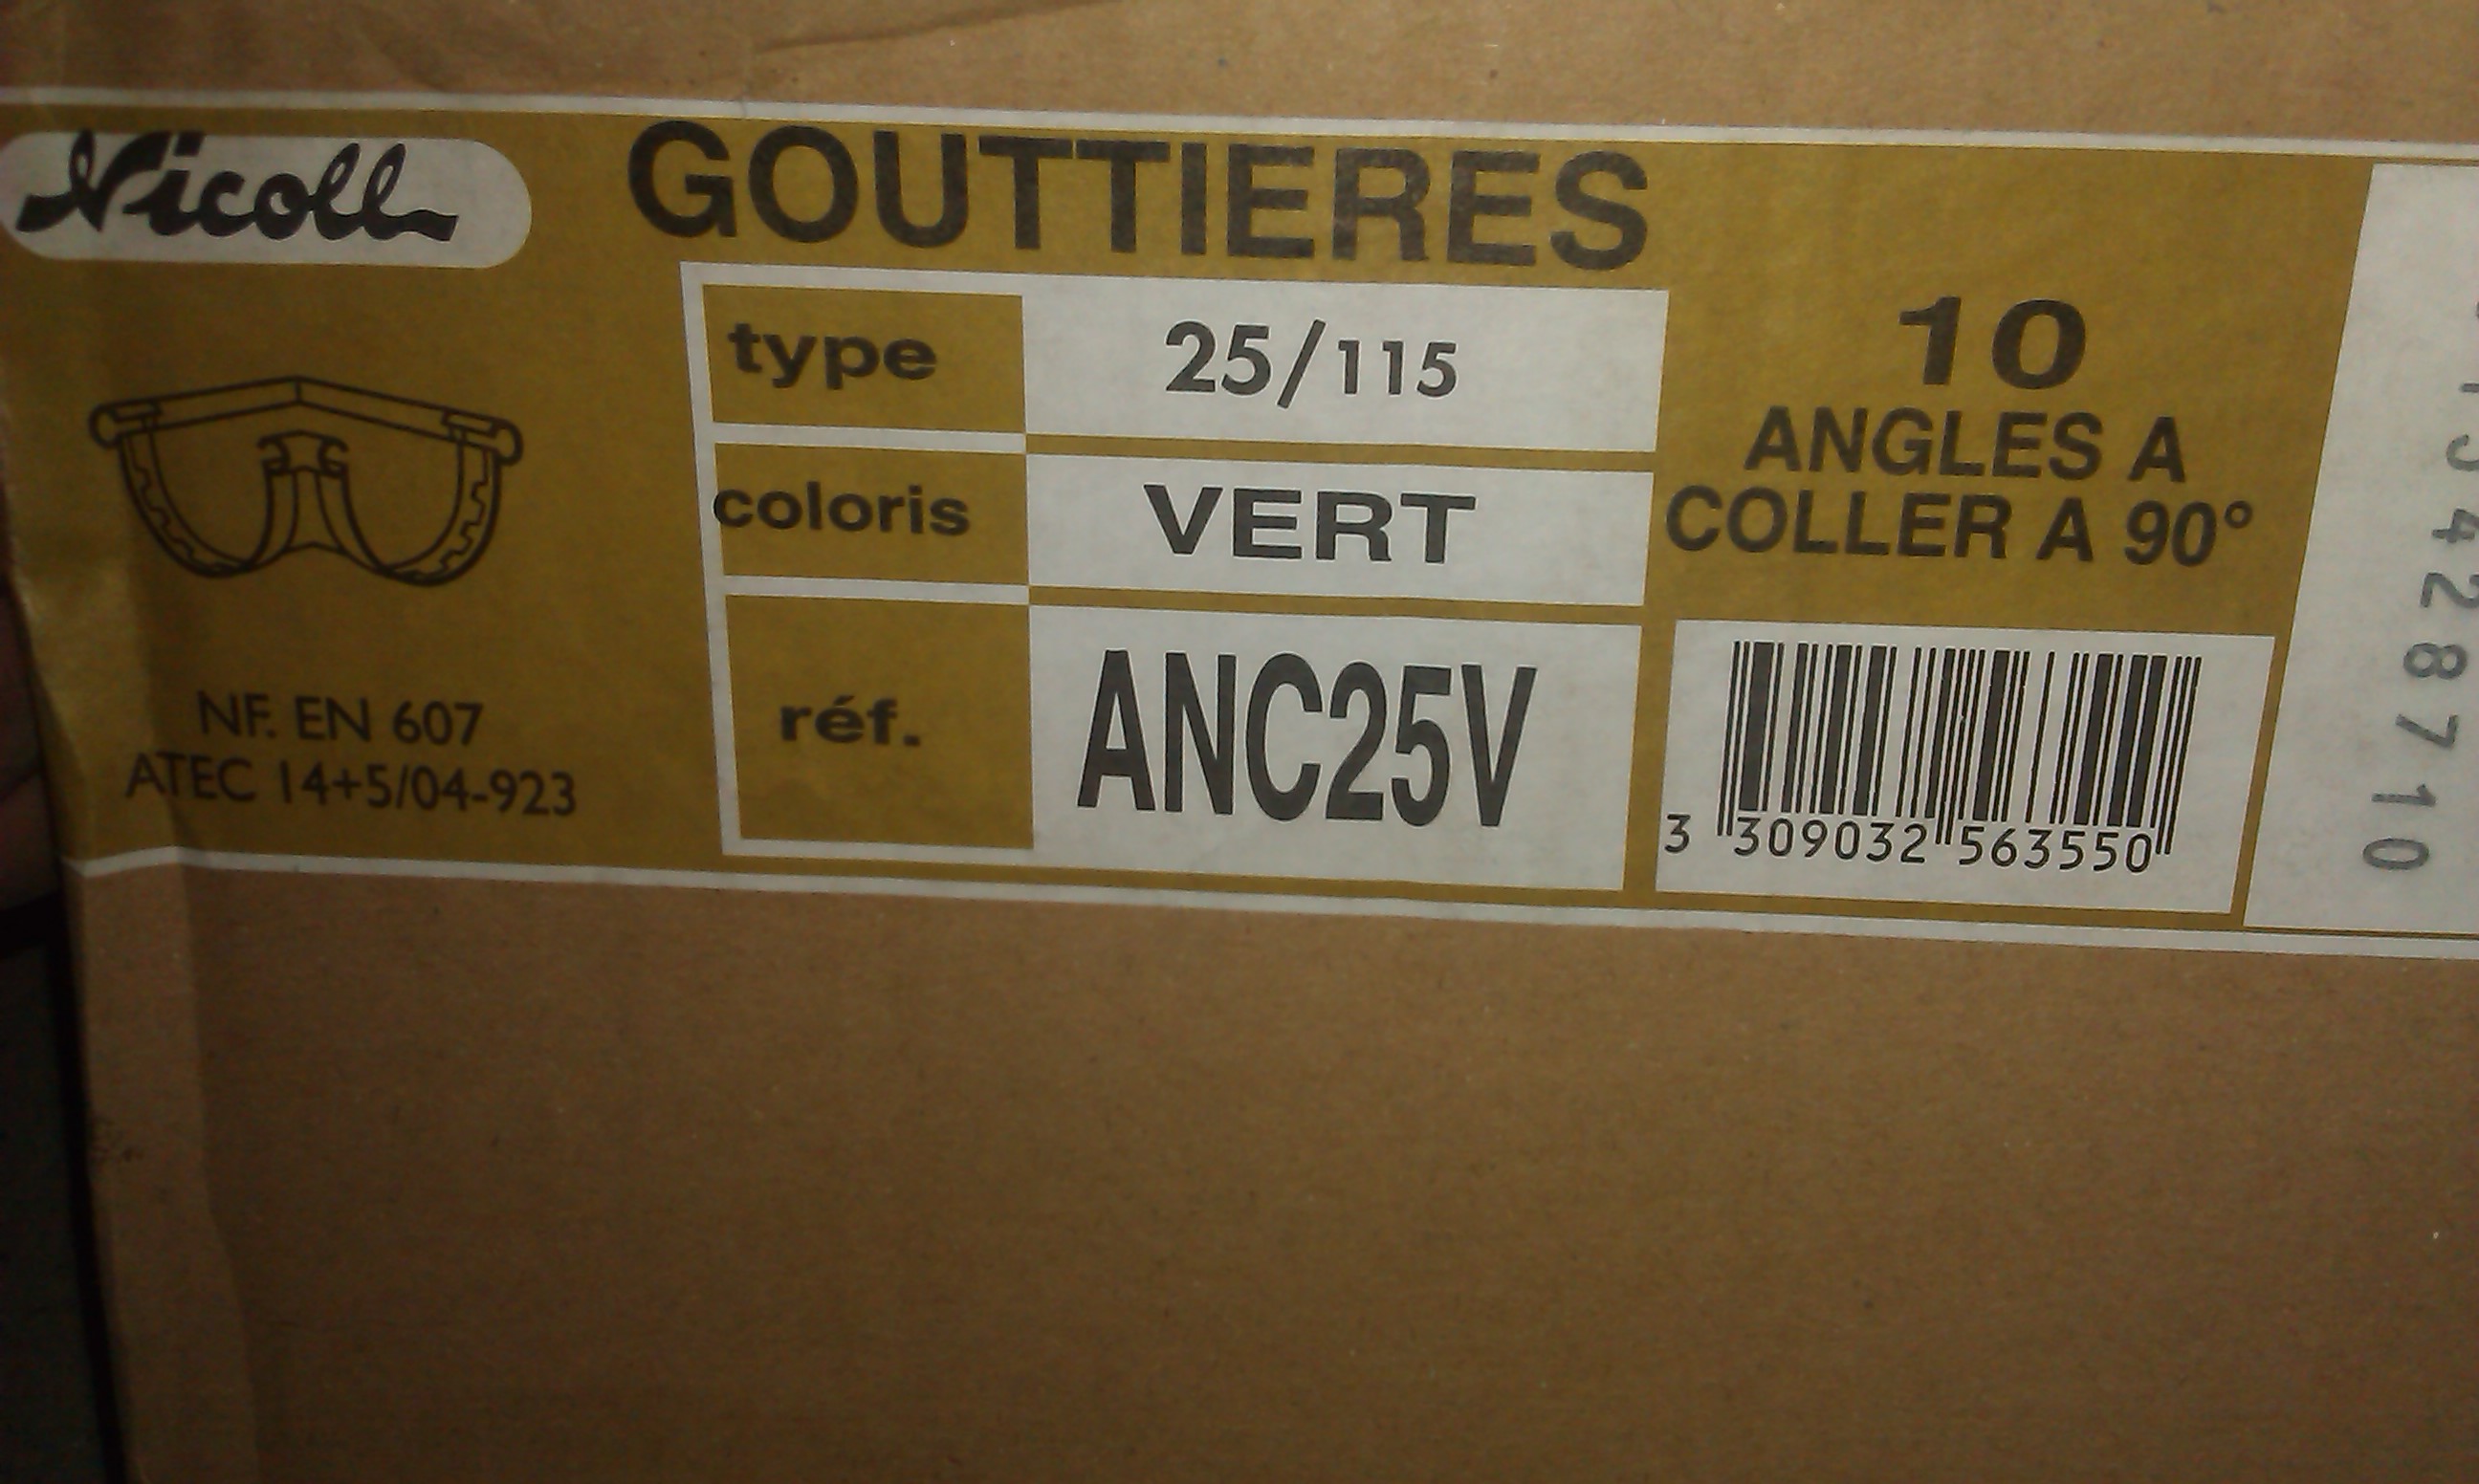 Nicoll
GOUTTIERES
type 25/115
coloris VERT
réf. ANC25V
10
ANGLES A
COLLER A 90°
NF. EN 607
ATEC 14+5/04-923
3 309032 563550
428710